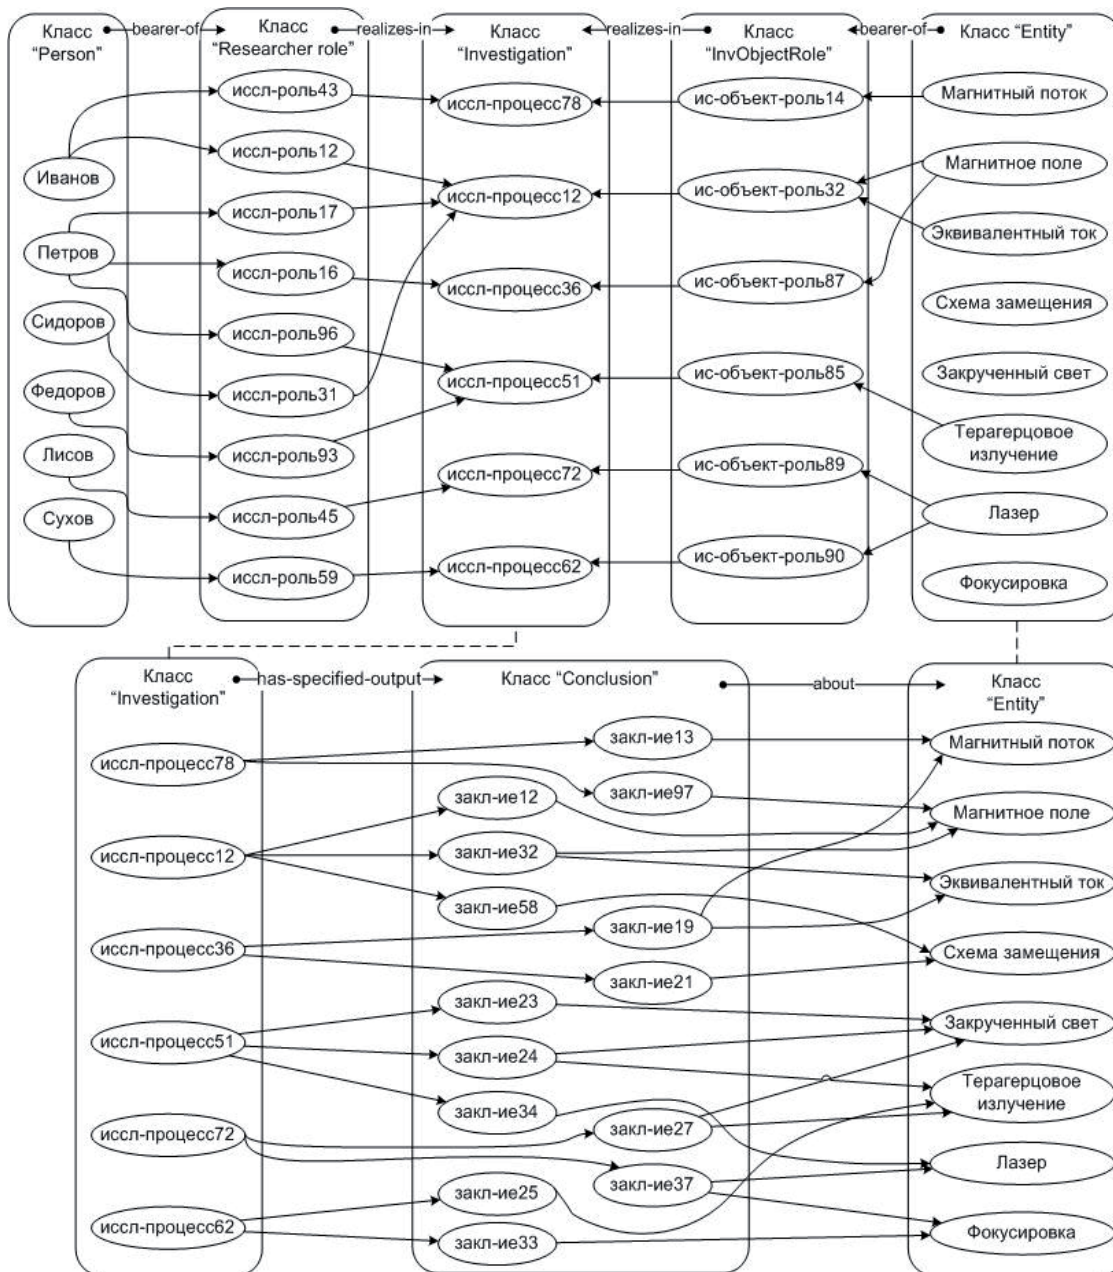 Класс
“Person”
bearer-of
Класс
“Researcher role”
realizes-in
Класс
“Investigation”
realizes-in
Класс
“InvObjectRole”
bearer-of
Класс “Entity”
Иванов
Петров
Сидоров
Федоров
Лисов
Сухов
иссл-роль43
иссл-роль12
иссл-роль17
иссл-роль16
иссл-роль96
иссл-роль31
иссл-роль93
иссл-роль45
иссл-роль59
иссл-процесс78
иссл-процесс12
иссл-процесс36
иссл-процесс51
иссл-процесс72
иссл-процесс62
ис-объект-роль14
ис-объект-роль32
ис-объект-роль87
ис-объект-роль85
ис-объект-роль89
ис-объект-роль90
Магнитный поток
Магнитное поле
Эквивалентный ток
Схема замещения
Закрученный свет
Терагерцовое
излучение
Лазер
Фокусировка
Класс
“Investigation”
has-specified-output
Класс “Conclusion”
about
Класс
“Entity”
иссл-процесс78
иссл-процесс12
иссл-процесс36
иссл-процесс51
иссл-процесс72
иссл-процесс62
закл-ие13
закл-ие97
закл-ие12
закл-ие32
закл-ие58
закл-ие19
закл-ие21
закл-ие23
закл-ие24
закл-ие34
закл-ие27
закл-ие37
закл-ие25
закл-ие33
Магнитный поток
Магнитное поле
Эквивалентный ток
Схема замещения
Закрученный свет
Терагерцовое
излучение
Лазер
Фокусировка